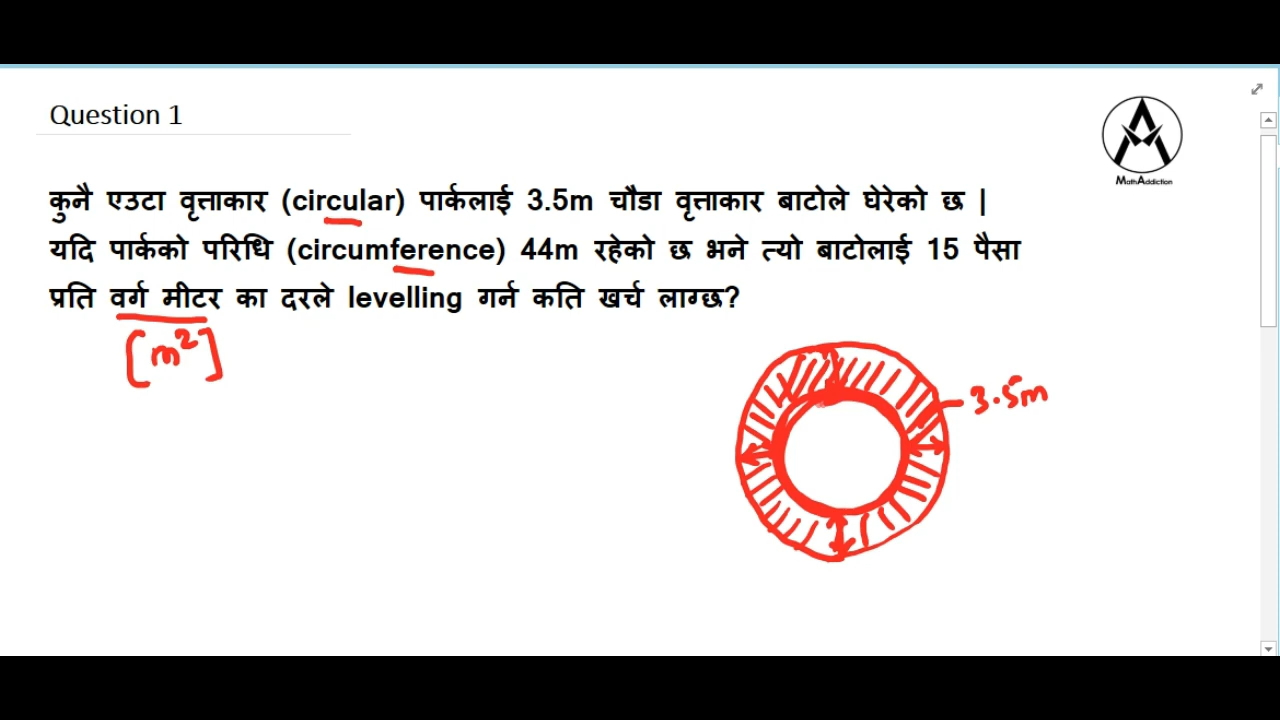 Question 1
MathAddiction
कुनै एउटा वृत्ताकार (circular) पार्कलाई 3.5m चौडा वृत्ताकार बाटोले घेरेको छ |
यदि पार्कको परिधि (circumference) 44m रहेको छ भने त्यो बाटोलाई 15 पैसा
प्रति वर्ग मीटर का दरले levelling गर्न कति खर्च लाग्छ?
[m²]
3.5m